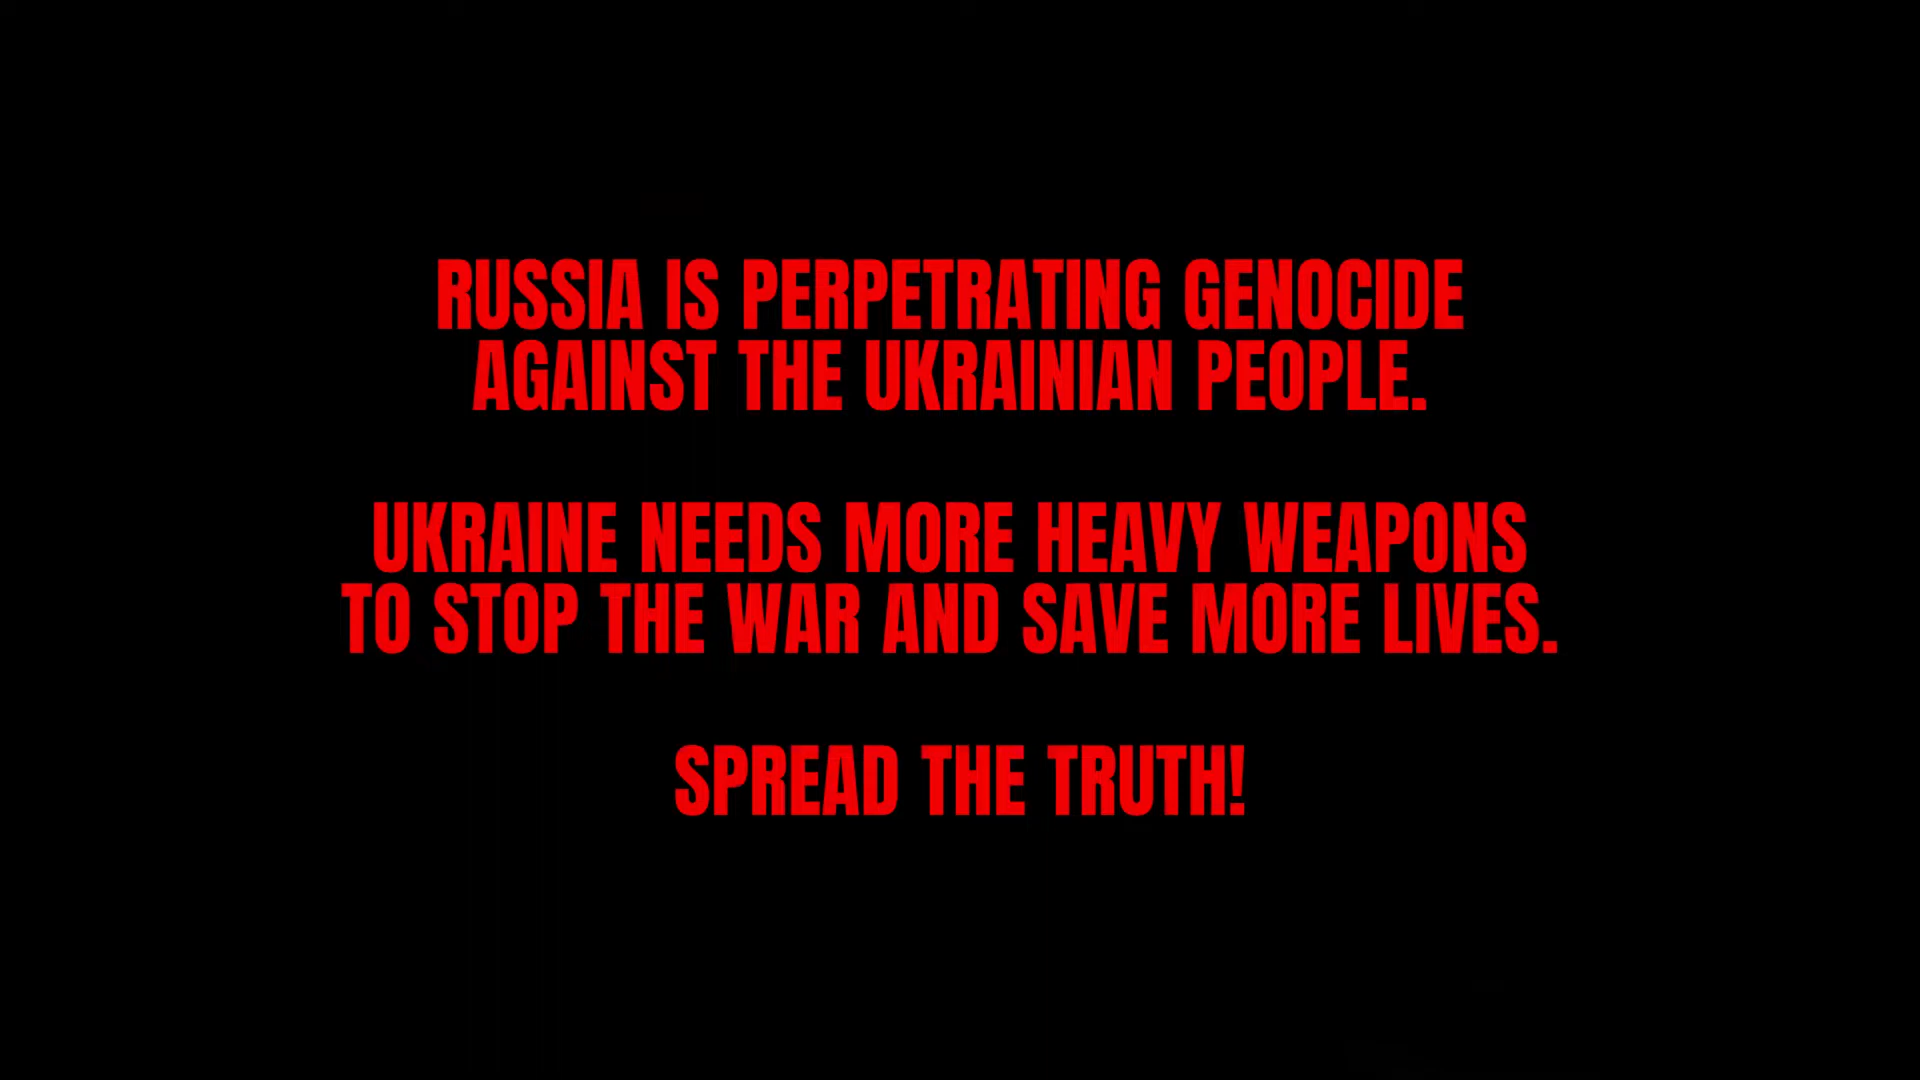 RUSSIA IS PERPETRATING GENOCIDE
AGAINST THE UKRAINIAN PEOPLE.
UKRAINE NEEDS MORE HEAVY WEAPONS
TO STOP THE WAR AND SAVE MORE LIVES.
SPREAD THE TRUTH!